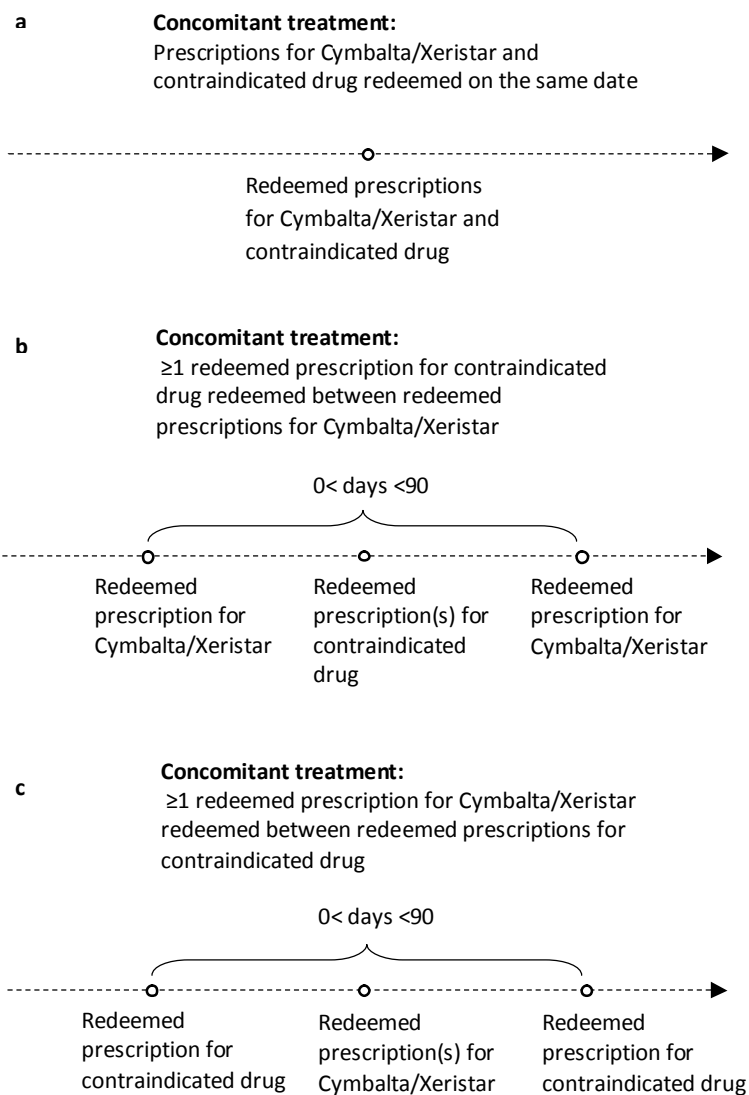 a
Concomitant treatment:
Prescriptions for Cymbalta/Xeristar and
contraindicated drug redeemed on the same date
Redeemed prescriptions
for Cymbalta/Xeristar and
contraindicated drug
b
Concomitant treatment:
≥1 redeemed prescription for contraindicated
drug redeemed between redeemed
prescriptions for Cymbalta/Xeristar
0< days <90
Redeemed
prescription for
Cymbalta/Xeristar
Redeemed
prescription(s) for
contraindicated
drug
Redeemed
prescription for
Cymbalta/Xeristar
c
Concomitant treatment:
≥1 redeemed prescription for Cymbalta/Xeristar
redeemed between redeemed prescriptions for
contraindicated drug
0< days <90
Redeemed
prescription for
contraindicated drug
Redeemed
prescription(s) for
Cymbalta/Xeristar
Redeemed
prescription for
contraindicated drug